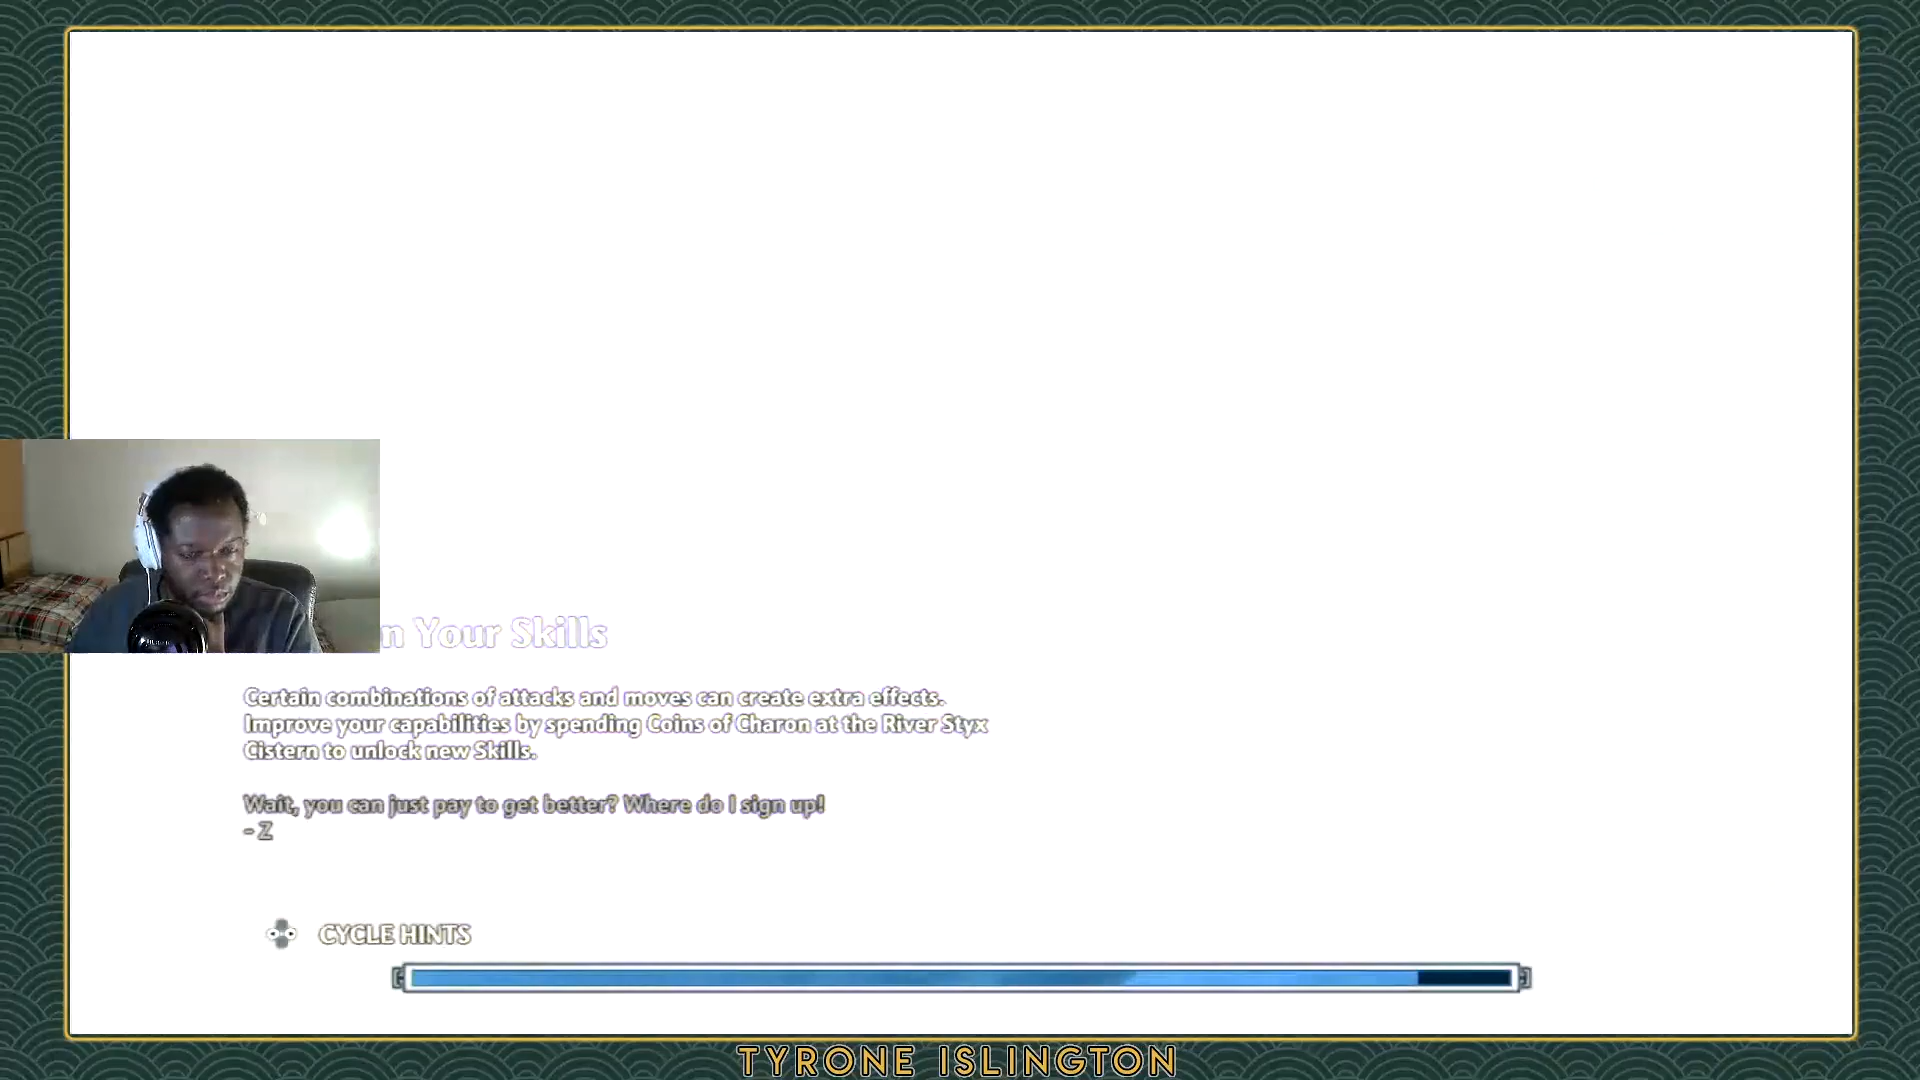 n Your Skills
Certain combinations of attacks and moves can create extra effects.
Improve your capabilities by spending Coins of Charon at the River Styx
Cistern to unlock new Skills.
Wait, you can just pay to get better? Where do I sign up!
- Z
CYCLE HINTS
TYRONE ISLINGTON